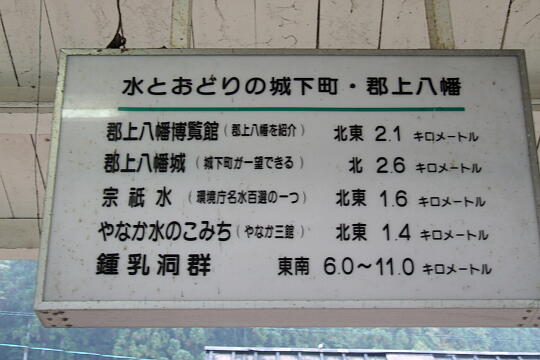 水とおどりの城下町・郡上八幡
郡上八幡博覧館（郡上八幡を紹介） 北東 2.1 キロメートル
郡上八幡城（城下町が一望できる） 北 2.6 キロメートル
宗祇水（環境庁名水百選の一つ） 北東 1.6 キロメートル
やなか水のこみち（やなか三館） 北東 1.4 キロメートル
鍾乳洞群 東南 6.0～11.0 キロメートル